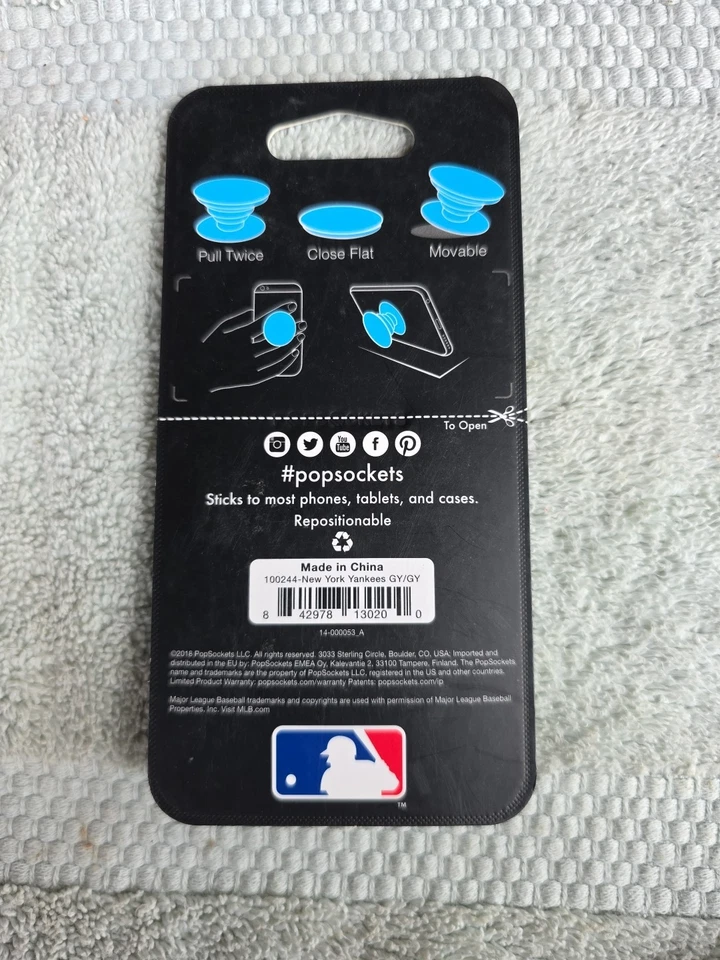 Pull Twice
Close Flat
Movable
To Open
You
Tube
#popsockets
Sticks to most phones, tablets, and cases.
Repositionable
Made in China
100244-New York Yankees GY/GY
8 42978 13020 0
14-000053_A
©2016 PopSockets LLC. All rights reserved. 3033 Sterling Circle, Boulder, CO, USA; Imported and
distributed in the EU by: PopSockets EMEA Oy, Kalevantie 2, 33100 Tampere, Finland. The PopSockets
name and trademarks are the property of PopSockets LLC, registered in the US and other countries.
Limited Product Warranty: popsockets.com/warranty Patents: popsockets.com/ip
Major League Baseball trademarks and copyrights are used with permission of Major League Baseball
Properties, Inc. Visit MLB.com
TM